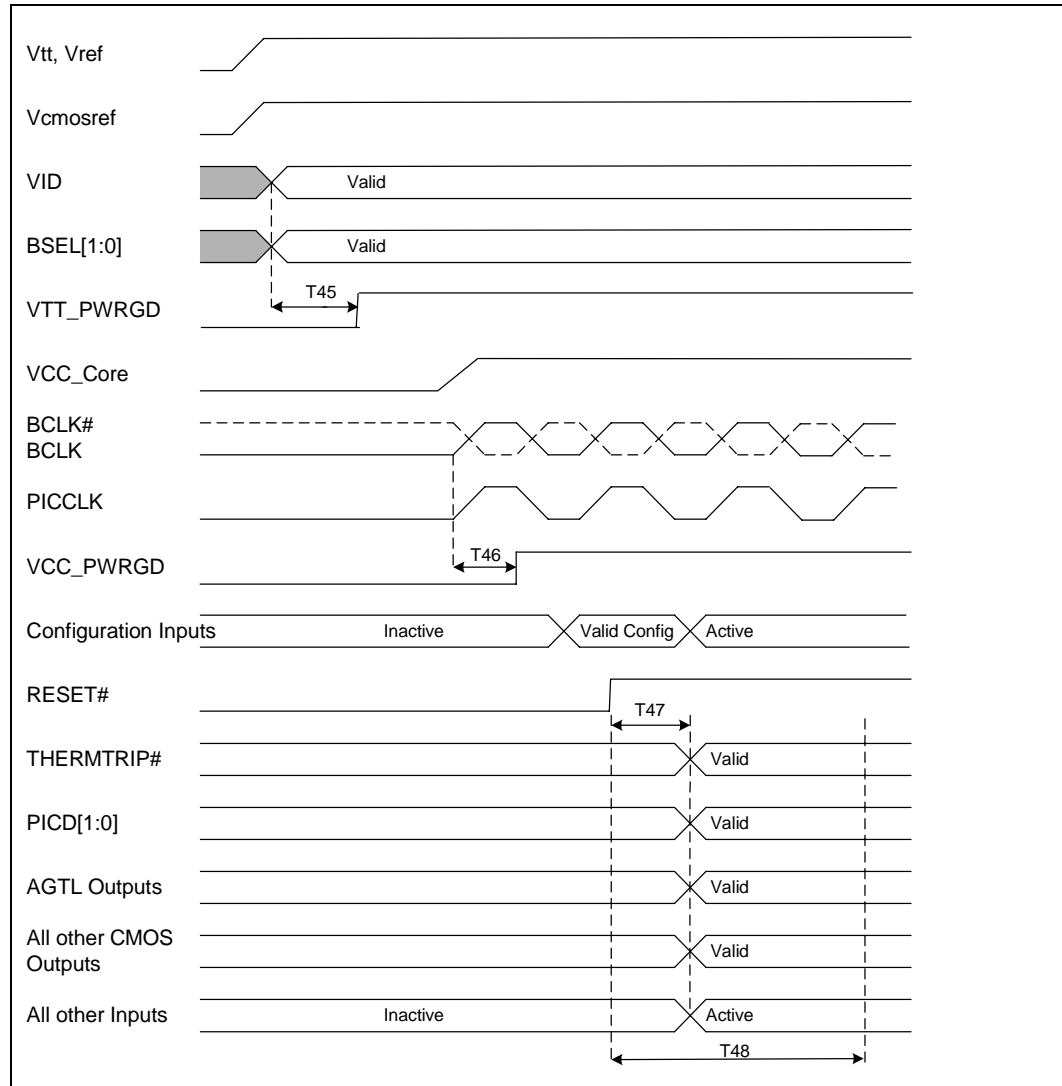 Vtt, Vref
Vcmosref
VID
Valid
BSEL[1:0]
Valid
T45
VTT_PWRGD
VCC_Core
BCLK#
BCLK
PICCLK
T46
VCC_PWRGD
Configuration Inputs
Inactive
Valid Config
Active
RESET#
T47
THERMTRIP#
Valid
PICD[1:0]
Valid
AGTL Outputs
Valid
All other CMOS
Outputs
Valid
All other Inputs
Inactive
Active
T48